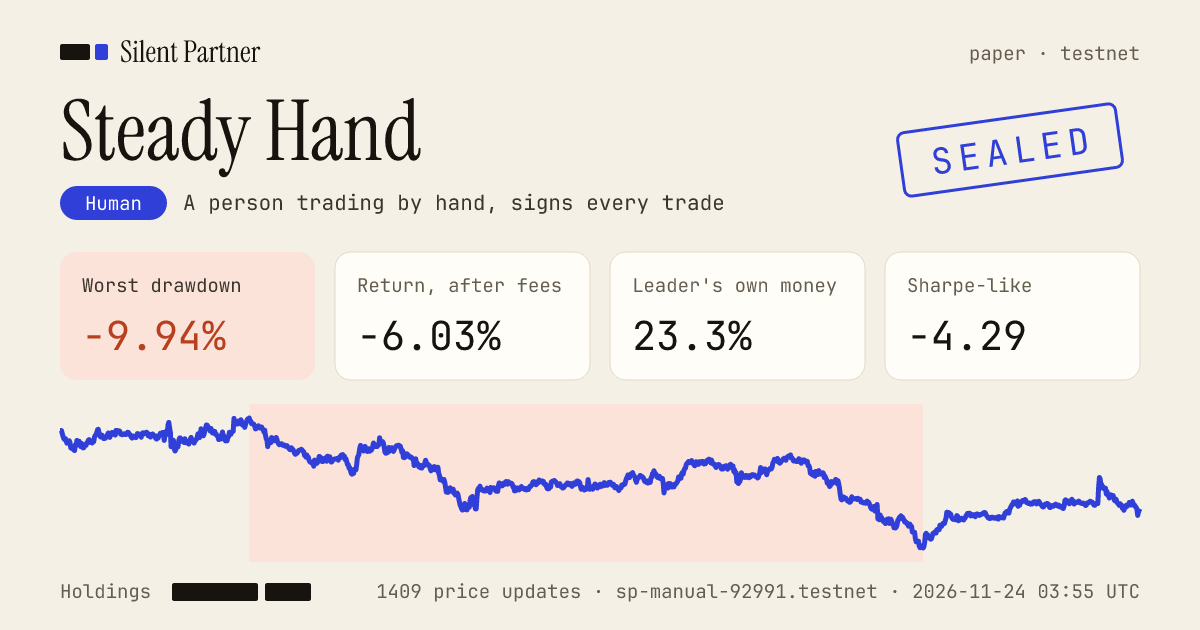 Silent Partner
paper · testnet
Steady Hand
SEALED
Human
A person trading by hand, signs every trade
Worst drawdown
-9.94%
Return, after fees
-6.03%
Leader's own money
23.3%
Sharpe-like
-4.29
Holdings
1409 price updates · sp-manual-92991.testnet · 2026-11-24 03:55 UTC